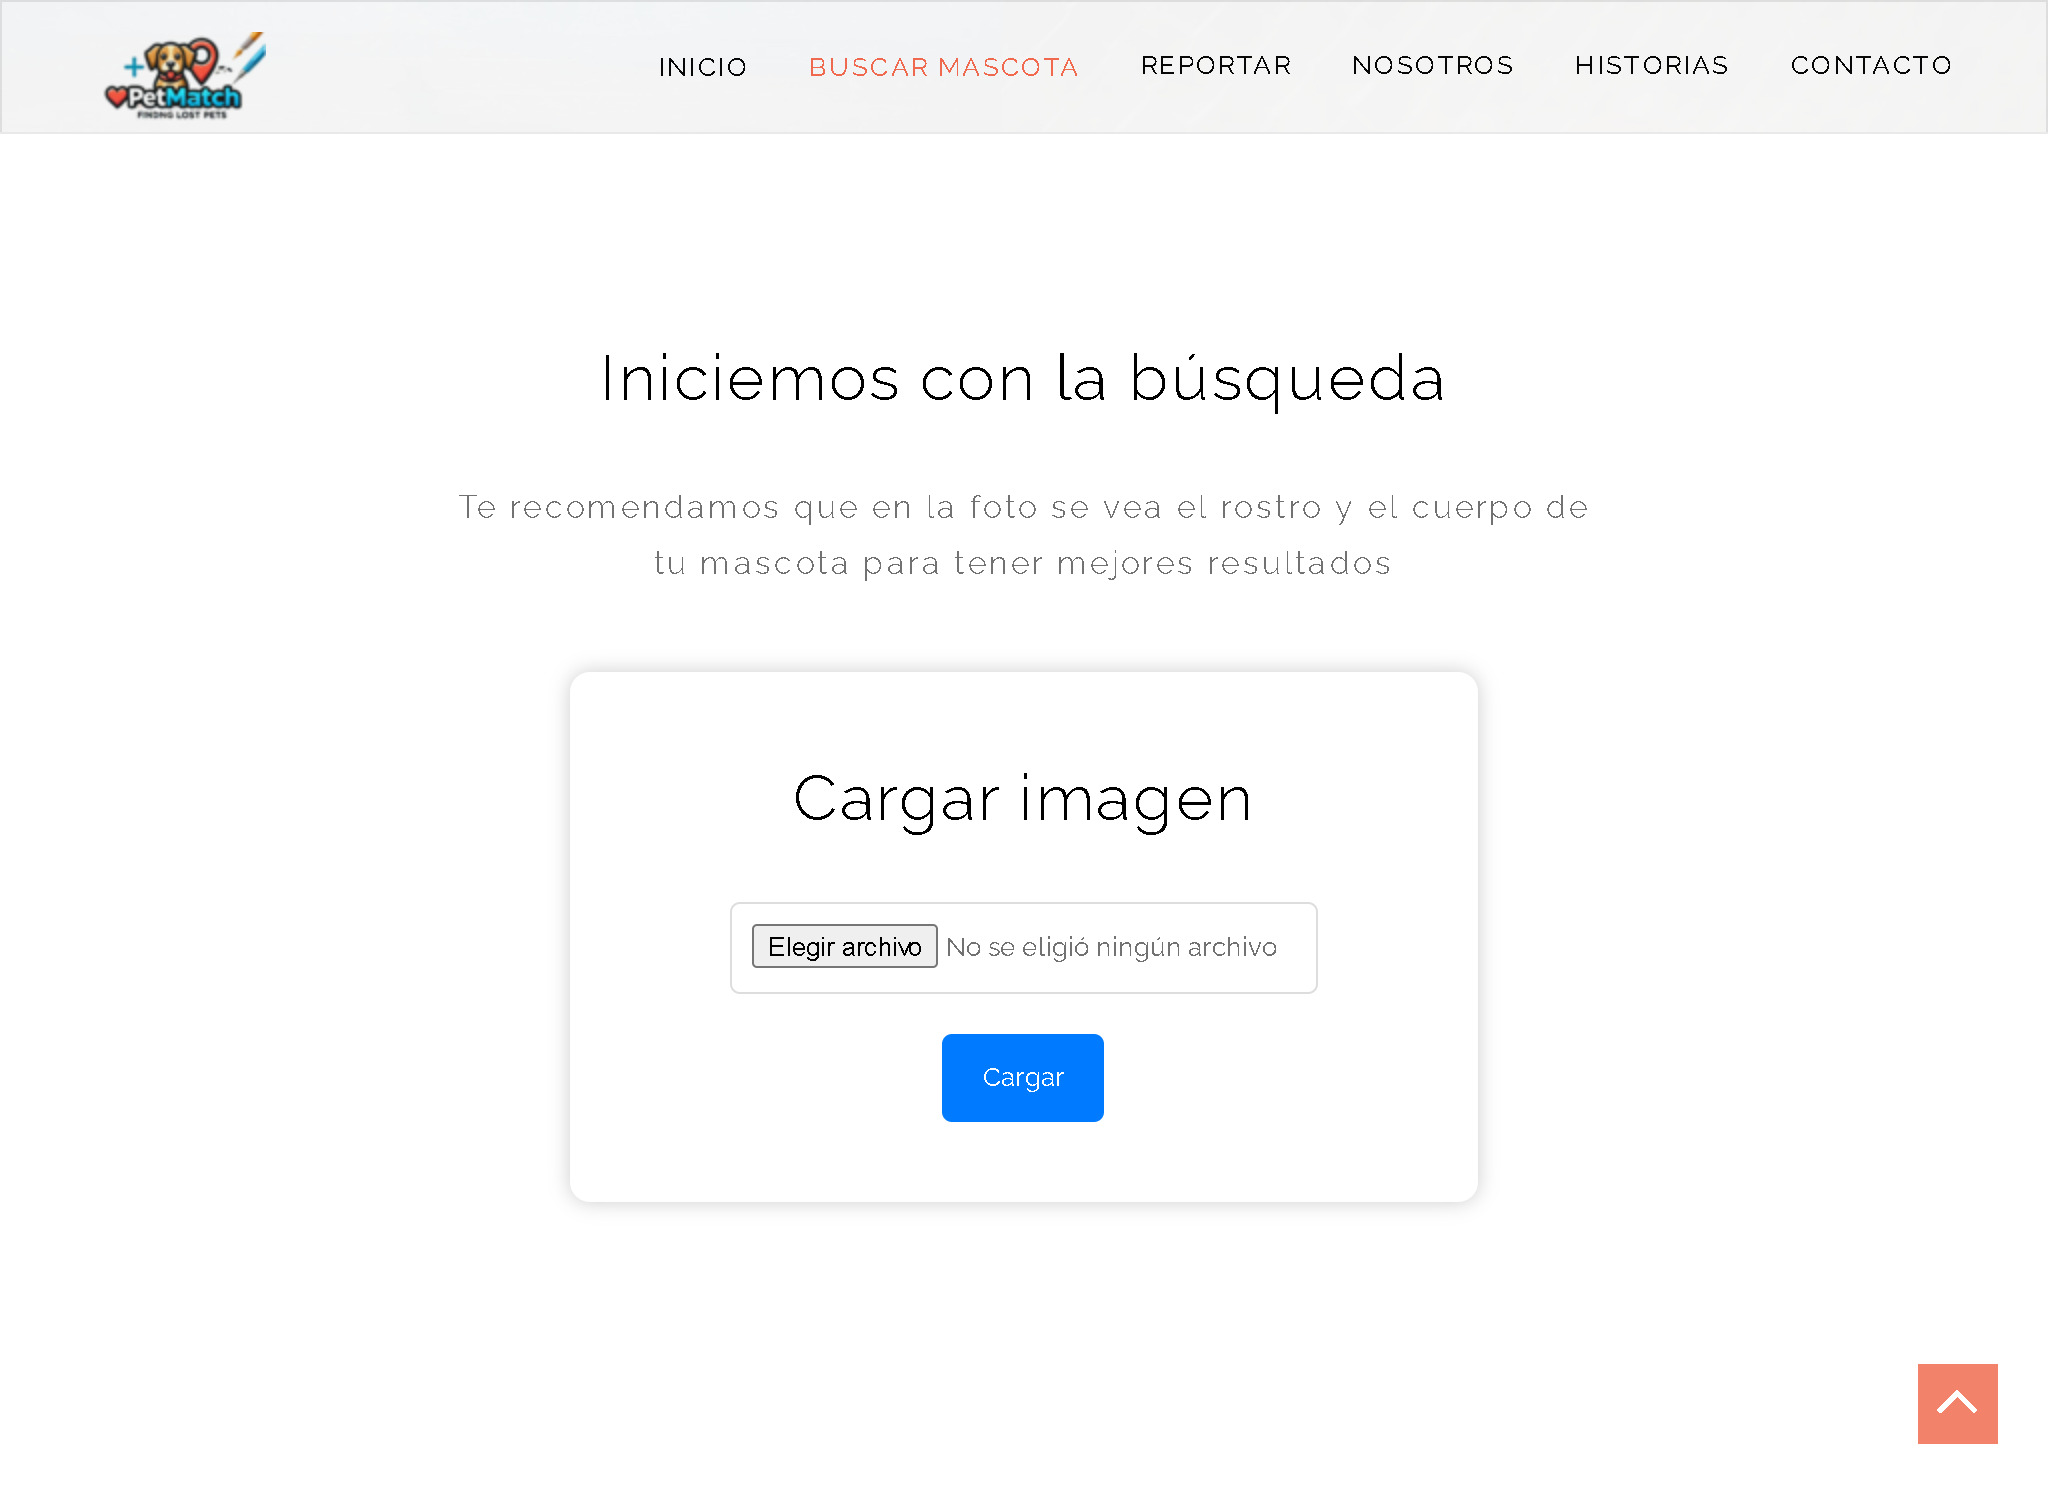 PetMatch
FINDNG LOST PETS
INICIO
BUSCAR MASCOTA
REPORTAR
NOSOTROS
HISTORIAS
CONTACTO
Iniciemos con la búsqueda
Te recomendamos que en la foto se vea el rostro y el cuerpo de
tu mascota para tener mejores resultados
Cargar imagen
Elegir archivo No se eligió ningún archivo
Cargar